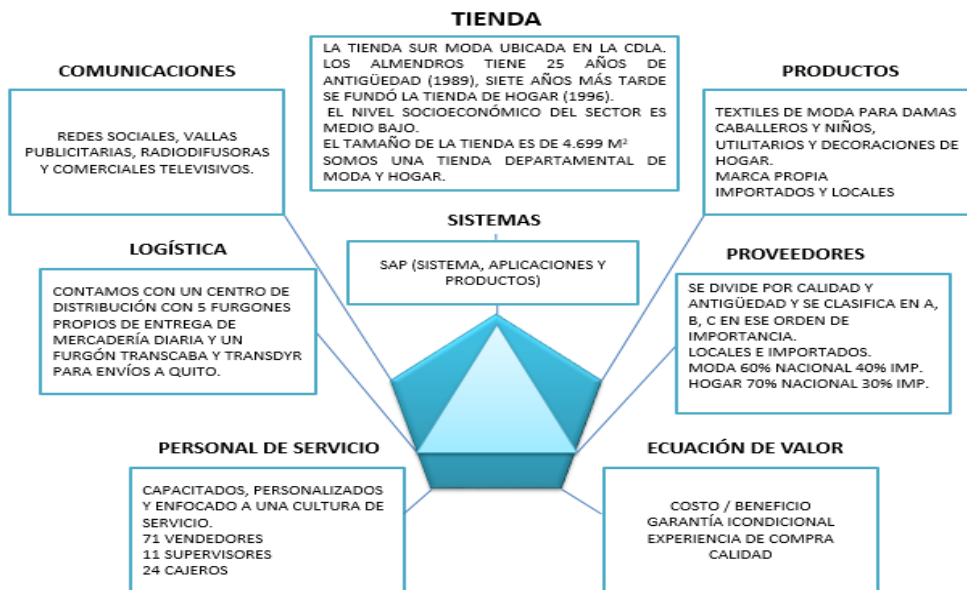 TIENDA
LA TIENDA SUR MODA UBICADA EN LA CDLA.
LOS ALMENDROS TIENE 25 AÑOS DE
ANTIGÜEDAD (1989), SIETE AÑOS MÁS TARDE
SE FUNDÓ LA TIENDA DE HOGAR (1996).
EL NIVEL SOCIOECONÓMICO DEL SECTOR ES
MEDIO BAJO.
EL TAMAÑO DE LA TIENDA ES DE 4.699 M²
SOMOS UNA TIENDA DEPARTAMENTAL DE
MODA Y HOGAR.
COMUNICACIONES
REDES SOCIALES, VALLAS
PUBLICITARIAS, RADIODIFUSORAS
Y COMERCIALES TELEVISIVOS.
PRODUCTOS
TEXTILES DE MODA PARA DAMAS
CABALLEROS Y NIÑOS,
UTILITARIOS Y DECORACIONES DE
HOGAR.
MARCA PROPIA
IMPORTADOS Y LOCALES
SISTEMAS
SAP (SISTEMA, APLICACIONES Y
PRODUCTOS)
LOGÍSTICA
CONTAMOS CON UN CENTRO DE
DISTRIBUCIÓN CON 5 FURGONES
PROPIOS DE ENTREGA DE
MERCADERÍA DIARIA Y UN
FURGÓN TRANSCABA Y TRANSDYR
PARA ENVÍOS A QUITO.
PROVEEDORES
SE DIVIDE POR CALIDAD Y
ANTIGÜEDAD Y SE CLASIFICA EN A,
B, C EN ESE ORDEN DE
IMPORTANCIA.
LOCALES E IMPORTADOS.
MODA 60% NACIONAL 40% IMP.
HOGAR 70% NACIONAL 30% IMP.
PERSONAL DE SERVICIO
CAPACITADOS, PERSONALIZADOS
Y ENFOCADO A UNA CULTURA DE
SERVICIO.
71 VENDEDORES
11 SUPERVISORES
24 CAJEROS
ECUACIÓN DE VALOR
COSTO / BENEFICIO
GARANTÍA ICONDICIONAL
EXPERIENCIA DE COMPRA
CALIDAD